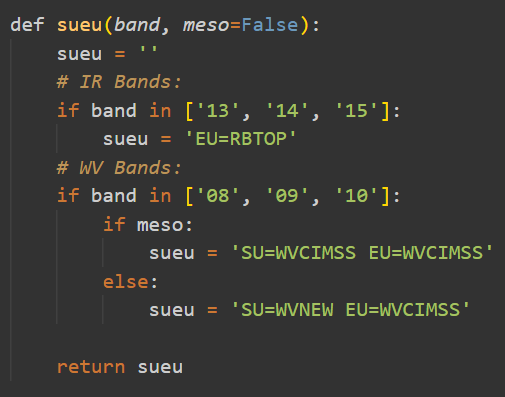 def sueu(band, meso=False):
    sueu = ''
    # IR Bands:
    if band in ['13', '14', '15']:
        sueu = 'EU=RBTOP'
    # WV Bands:
    if band in ['08', '09', '10']:
        if meso:
            sueu = 'SU=WVCIMSS EU=WVCIMSS'
        else:
            sueu = 'SU=WVNEW EU=WVCIMSS'

    return sueu